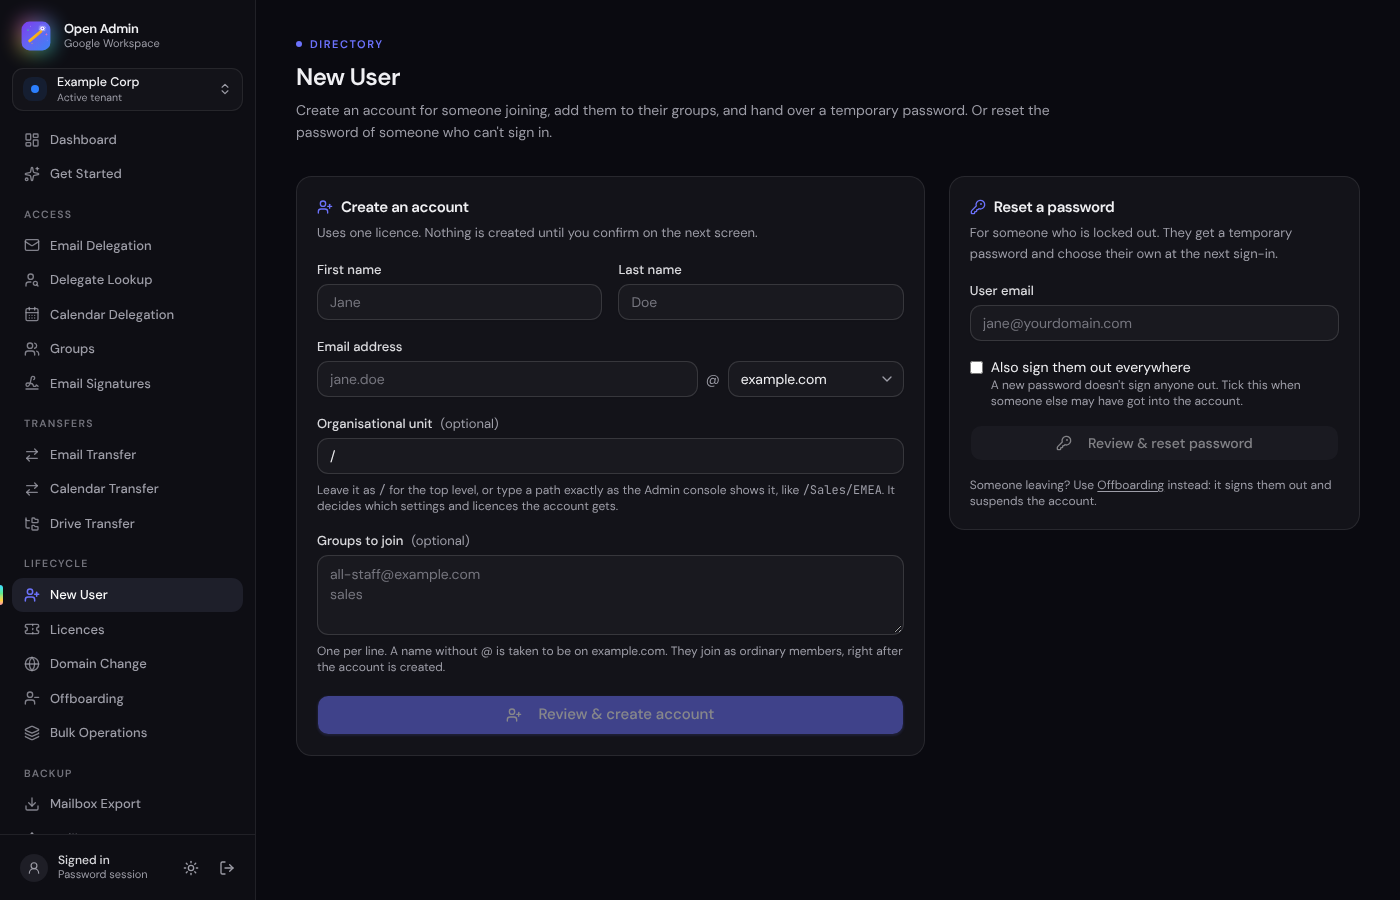 Open Admin
Google Workspace
Example Corp
Active tenant
Dashboard
Get Started
ACCESS
Email Delegation
Delegate Lookup
Calendar Delegation
Groups
Email Signatures
TRANSFERS
Email Transfer
Calendar Transfer
Drive Transfer
LIFECYCLE
New User
Licences
Domain Change
Offboarding
Bulk Operations
BACKUP
Mailbox Export
Signed in
Password session
DIRECTORY
New User
Create an account for someone joining, add them to their groups, and hand over a temporary password. Or reset the
password of someone who can't sign in.
Create an account
Uses one licence. Nothing is created until you confirm on the next screen.
First name
Last name
Jane
Doe
Email address
jane.doe
@
example.com
Organisational unit (optional)
/
Leave it as / for the top level, or type a path exactly as the Admin console shows it, like /Sales/EMEA. It
decides which settings and licences the account gets.
Groups to join (optional)
all-staff@example.com
sales
One per line. A name without @ is taken to be on example.com. They join as ordinary members, right after
the account is created.
Review & create account
Reset a password
For someone who is locked out. They get a temporary
password and choose their own at the next sign-in.
User email
jane@yourdomain.com
Also sign them out everywhere
A new password doesn't sign anyone out. Tick this when
someone else may have got into the account.
Review & reset password
Someone leaving? Use Offboarding instead: it signs them out and
suspends the account.